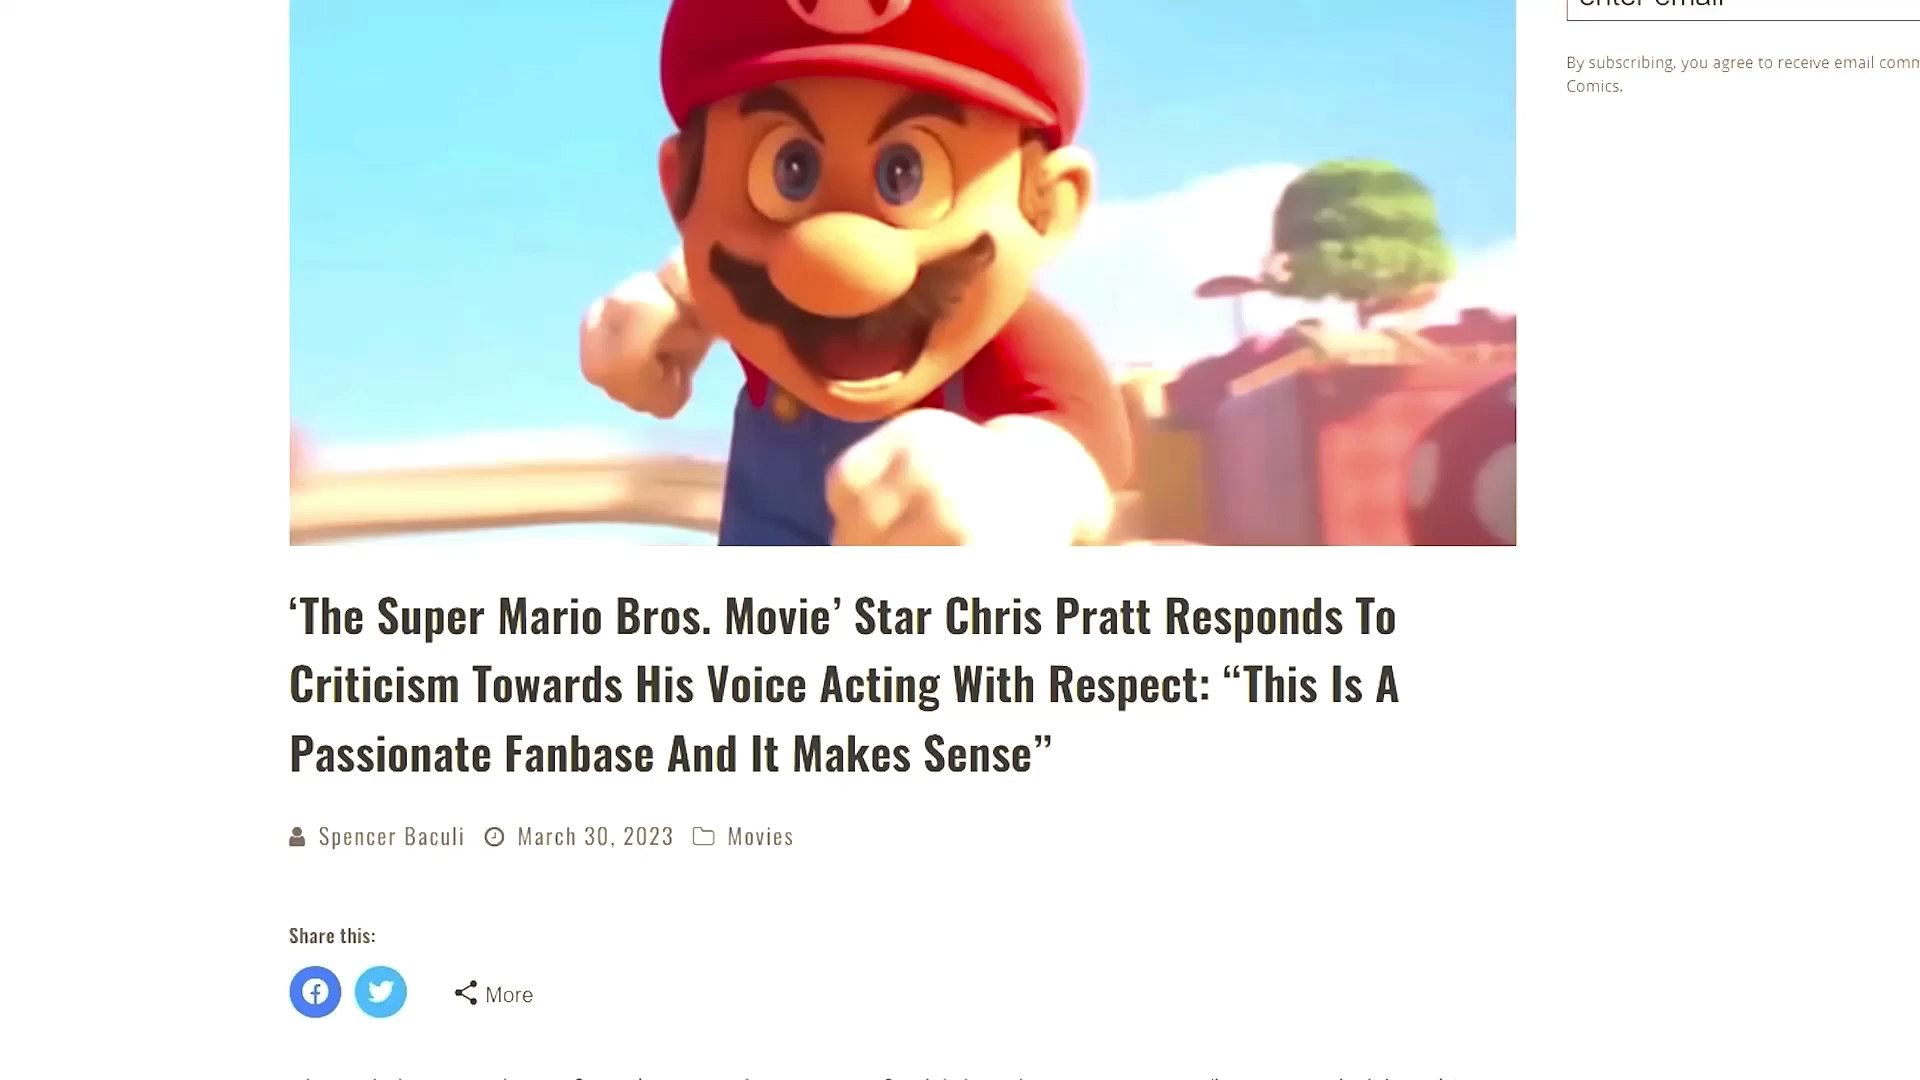 By subscribing, you agree to receive email
Comics.
‘The Super Mario Bros. Movie’ Star Chris Pratt Responds To
Criticism Towards His Voice Acting With Respect: “This Is A
Passionate Fanbase And It Makes Sense”
Spencer Baculi March 30, 2023 Movies
Share this:
More